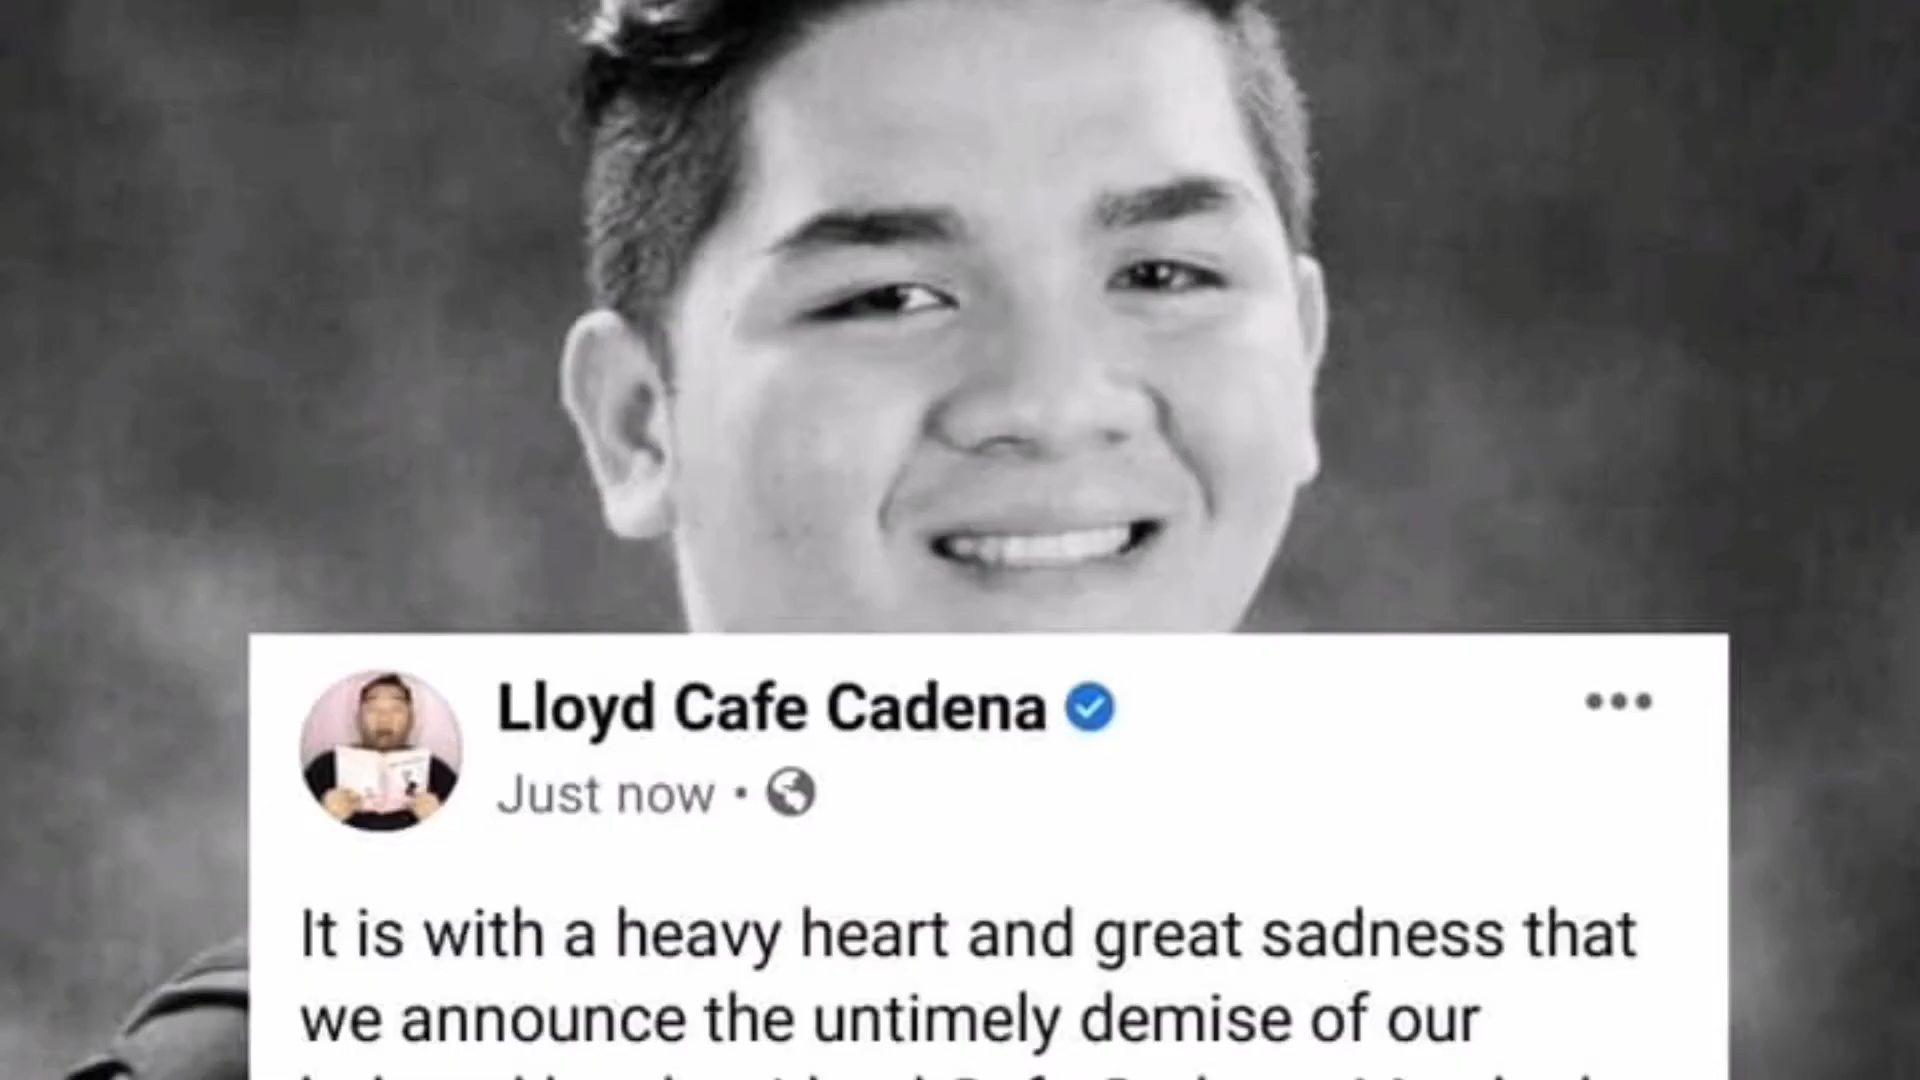 Lloyd Cafe Cadena
Just now •
It is with a heavy heart and great sadness that
we announce the untimely demise of our